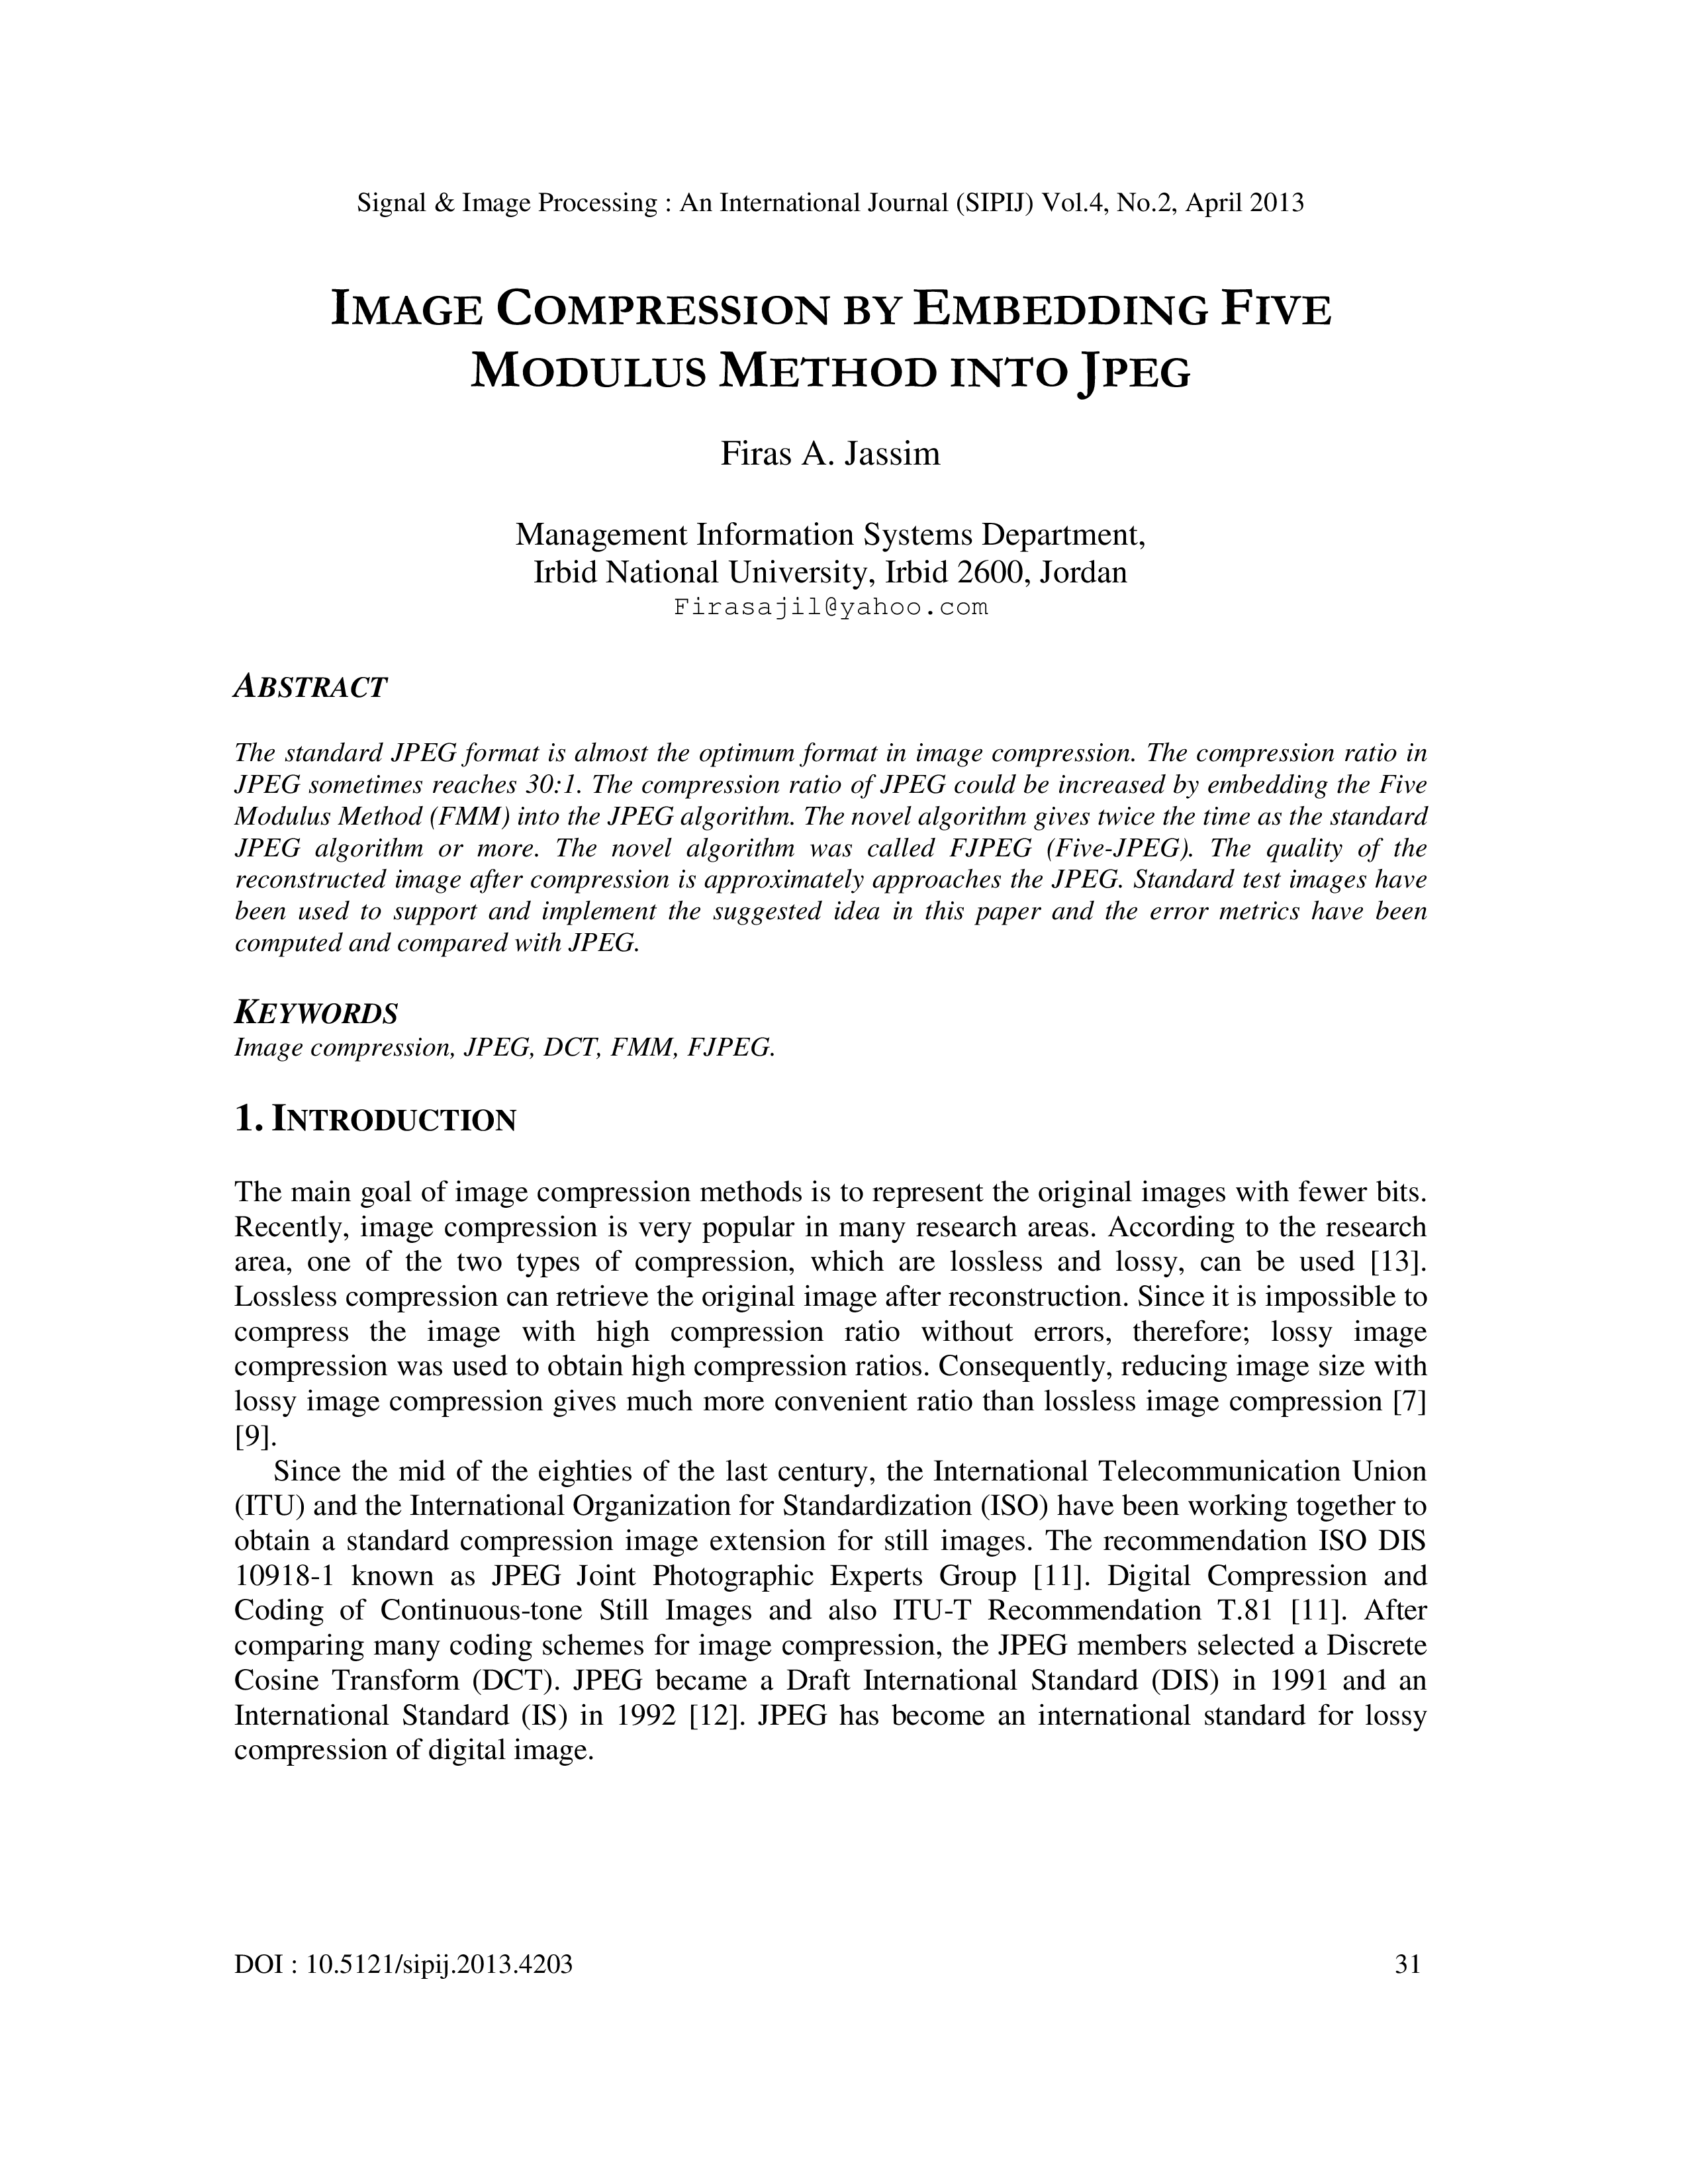 Signal & Image Processing : An International Journal (SIPIJ) Vol.4, No.2, April 2013
IMAGE COMPRESSION BY EMBEDDING FIVE
MODULUS METHOD INTO JPEG
Firas A. Jassim
Management Information Systems Department,
Irbid National University, Irbid 2600, Jordan
Firasajil@yahoo.com
ABSTRACT
The standard JPEG format is almost the optimum format in image compression. The compression ratio in
JPEG sometimes reaches 30:1. The compression ratio of JPEG could be increased by embedding the Five
Modulus Method (FMM) into the JPEG algorithm. The novel algorithm gives twice the time as the standard
JPEG algorithm or more. The novel algorithm was called FJPEG (Five-JPEG). The quality of the
reconstructed image after compression is approximately approaches the JPEG. Standard test images have
been used to support and implement the suggested idea in this paper and the error metrics have been
computed and compared with JPEG.
KEYWORDS
Image compression, JPEG, DCT, FMM, FJPEG.
1. INTRODUCTION
The main goal of image compression methods is to represent the original images with fewer bits.
Recently, image compression is very popular in many research areas. According to the research
area, one of the two types of compression, which are lossless and lossy, can be used [13].
Lossless compression can retrieve the original image after reconstruction. Since it is impossible to
compress the image with high compression ratio without errors, therefore; lossy image
compression was used to obtain high compression ratios. Consequently, reducing image size with
lossy image compression gives much more convenient ratio than lossless image compression [7]
[9].
Since the mid of the eighties of the last century, the International Telecommunication Union
(ITU) and the International Organization for Standardization (ISO) have been working together to
obtain a standard compression image extension for still images. The recommendation ISO DIS
10918-1 known as JPEG Joint Photographic Experts Group [11]. Digital Compression and
Coding of Continuous-tone Still Images and also ITU-T Recommendation T.81 [11]. After
comparing many coding schemes for image compression, the JPEG members selected a Discrete
Cosine Transform (DCT). JPEG became a Draft International Standard (DIS) in 1991 and an
International Standard (IS) in 1992 [12]. JPEG has become an international standard for lossy
compression of digital image.
DOI : 10.5121/sipij.2013.4203 31